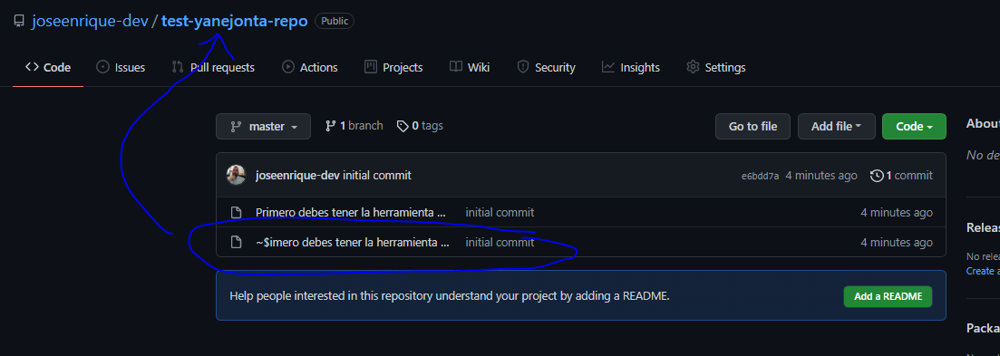 joseenrique-dev / test-yanejonta-repo Public
Code Issues Pull requests Actions Projects Wiki Security Insights Settings
master 1 branch 0 tags Go to file Add file Code
Abou
joseenrique-dev initial commit e6bdd7a 4 minutes ago 1 commit
No de
Primero debes tener la herramienta ... initial commit 4 minutes ago
~$imero debes tener la herramienta ... initial commit 4 minutes ago
Releas
No relea
Create a
Help people interested in this repository understand your project by adding a README. Add a README
Packa